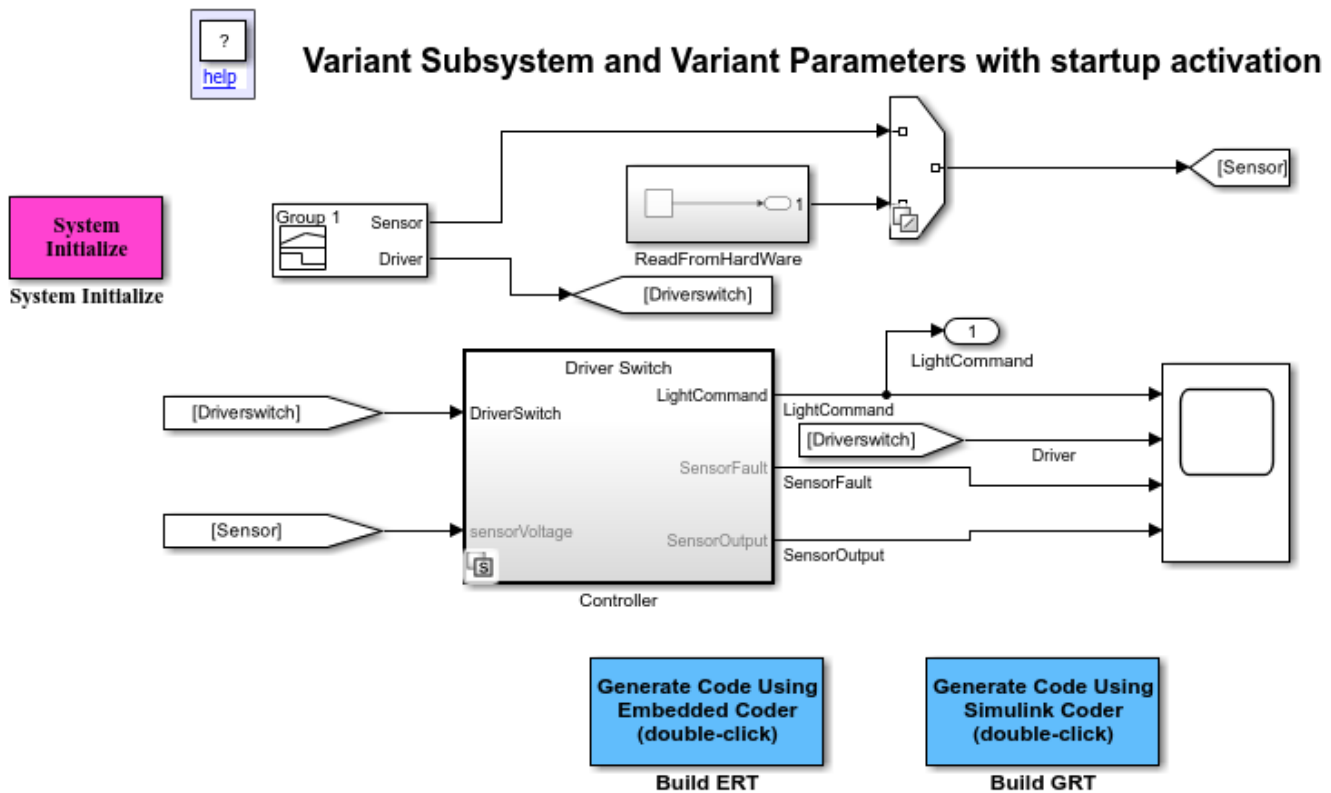 ?
help
Variant Subsystem and Variant Parameters with startup activation
[Sensor]
System
Initialize
System Initialize
Group 1
Sensor
Driver
1
ReadFromHardWare
[Driverswitch]
1
LightCommand
Driver Switch
[Driverswitch]
DriverSwitch
LightCommand
LightCommand
[Driverswitch]
Driver
SensorFault
SensorFault
[Sensor]
sensorVoltage
SensorOutput
SensorOutput
S
Controller
Generate Code Using
Embedded Coder
(double-click)
Build ERT
Generate Code Using
Simulink Coder
(double-click)
Build GRT